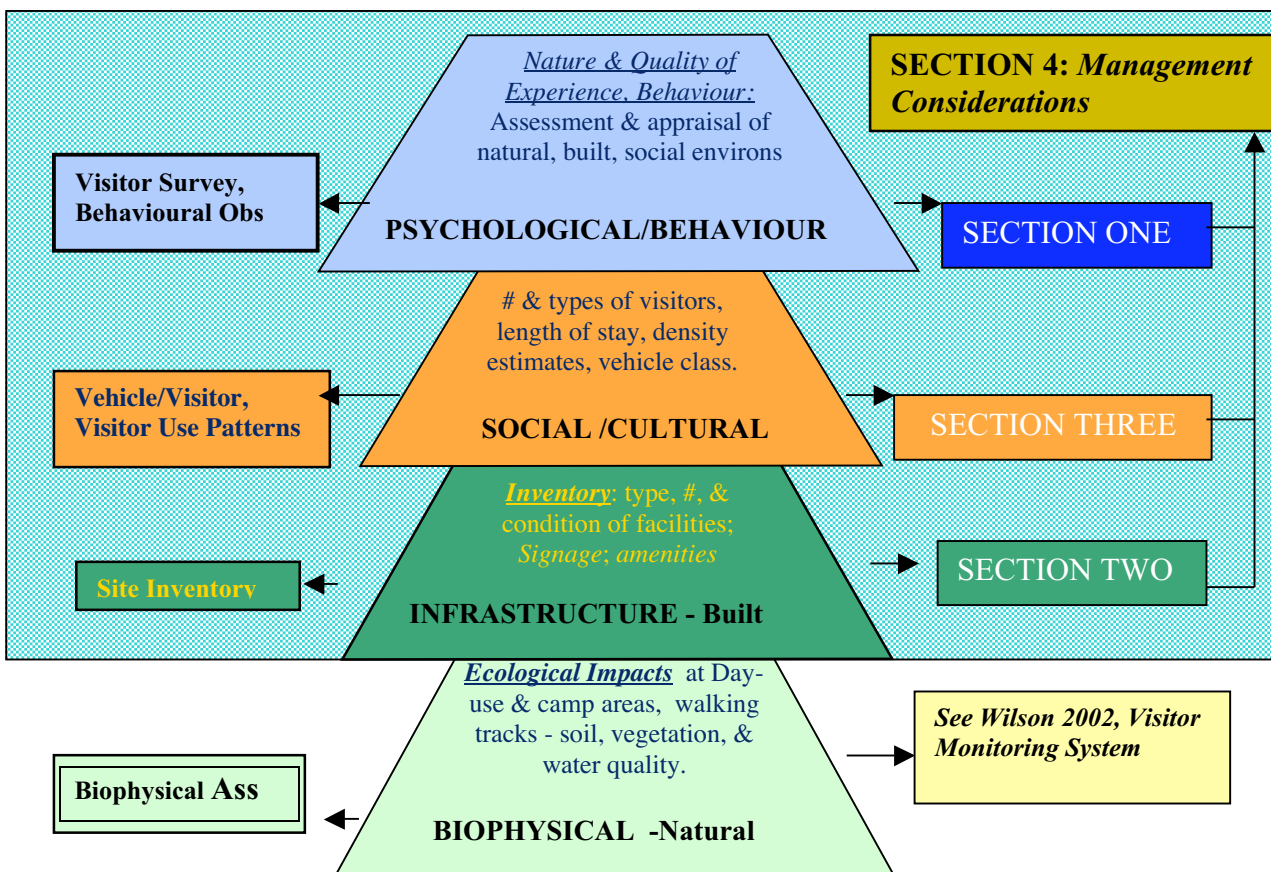 Nature & Quality of
Experience, Behaviour:
Assessment & appraisal of
natural, built, social environs
PSYCHOLOGICAL/BEHAVIOUR
Visitor Survey,
Behavioural Obs
SECTION 4: Management
Considerations
SECTION ONE
# & types of visitors,
length of stay, density
estimates, vehicle class.
SOCIAL /CULTURAL
Vehicle/Visitor,
Visitor Use Patterns
SECTION THREE
Inventory: type, #, &
condition of facilities;
Signage; amenities
INFRASTRUCTURE - Built
Site Inventory
SECTION TWO
Ecological Impacts at Day-
use & camp areas, walking
tracks - soil, vegetation, &
water quality.
BIOPHYSICAL -Natural
Biophysical Ass
See Wilson 2002, Visitor
Monitoring System